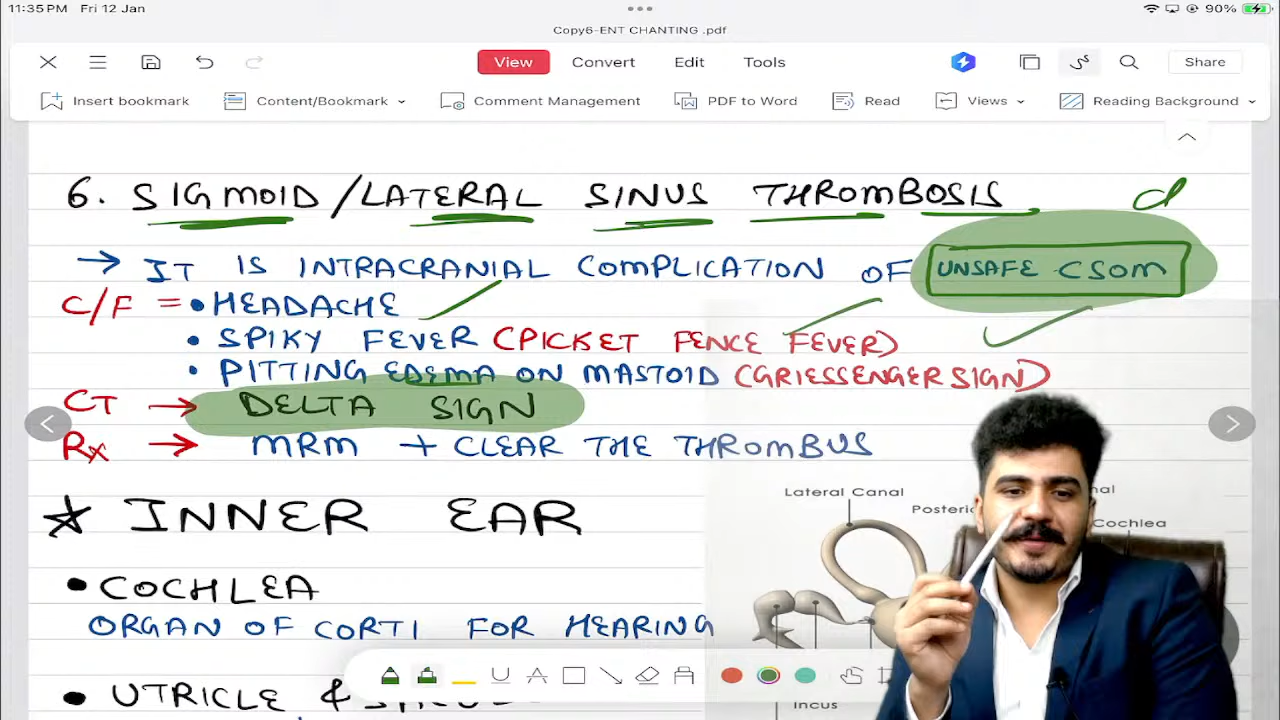 11:35 PM Fri 12 Jan
90%
Copy6-ENT CHANTING .pdf
View Convert Edit Tools Share
Insert bookmark Content/Bookmark Comment Management PDF to Word Read Views Reading Background
6. SIGMOID/LATERAL SINUS THROMBOSIS d
→ IT IS INTRACRANIAL COMPLICATION OF UNSAFE CSOM
C/F = • HEADACHE
• SPIKY FEVER (PICKET FENCE FEVER)
• PITTING EDEMA ON MASTOID (GRIESSENGER SIGN)
CT → DELTA SIGN
Rx → MRM + CLEAR THE THROMBUS
★ INNER EAR
Lateral Canal
Posteri
nal
Cochlea
• COCHLEA
ORGAN OF CORTI FOR HEARING
• UTRICLE &
Incus